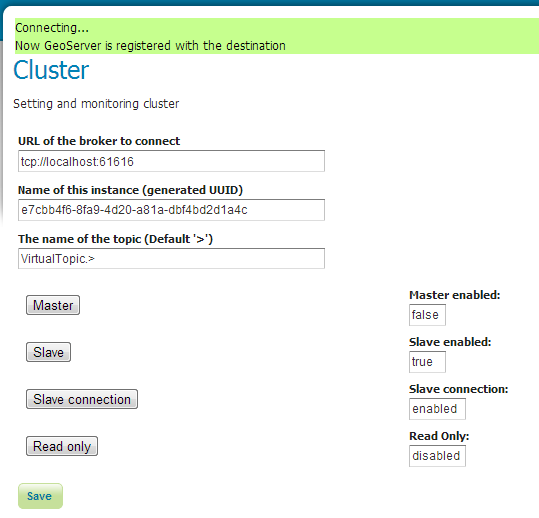 Connecting...
Now GeoServer is registered with the destination
Cluster
Setting and monitoring cluster
URL of the broker to connect
tcp://localhost:61616
Name of this instance (generated UUID)
e7cbb4f6-8fa9-4d20-a81a-dbf4bd2d1a4c
The name of the topic (Default '>')
VirtualTopic.>
Master
Master enabled:
false
Slave
Slave enabled:
true
Slave connection
Slave connection:
enabled
Read only
Read Only:
disabled
Save